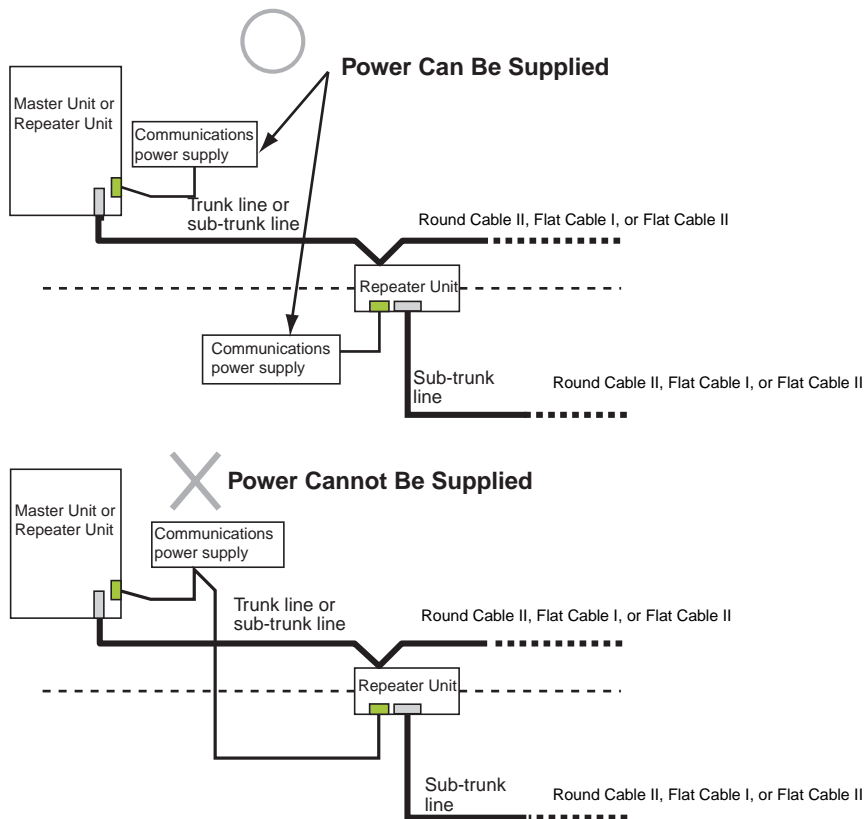 Power Can Be Supplied
Master Unit or
Repeater Unit
Communications
power supply
Trunk line or
sub-trunk line
Round Cable II, Flat Cable I, or Flat Cable II
Repeater Unit
Communications
power supply
Sub-trunk
line
Round Cable II, Flat Cable I, or Flat Cable II
Power Cannot Be Supplied
Master Unit or
Repeater Unit
Communications
power supply
Trunk line or
sub-trunk line
Round Cable II, Flat Cable I, or Flat Cable II
Repeater Unit
Sub-trunk
line
Round Cable II, Flat Cable I, or Flat Cable II